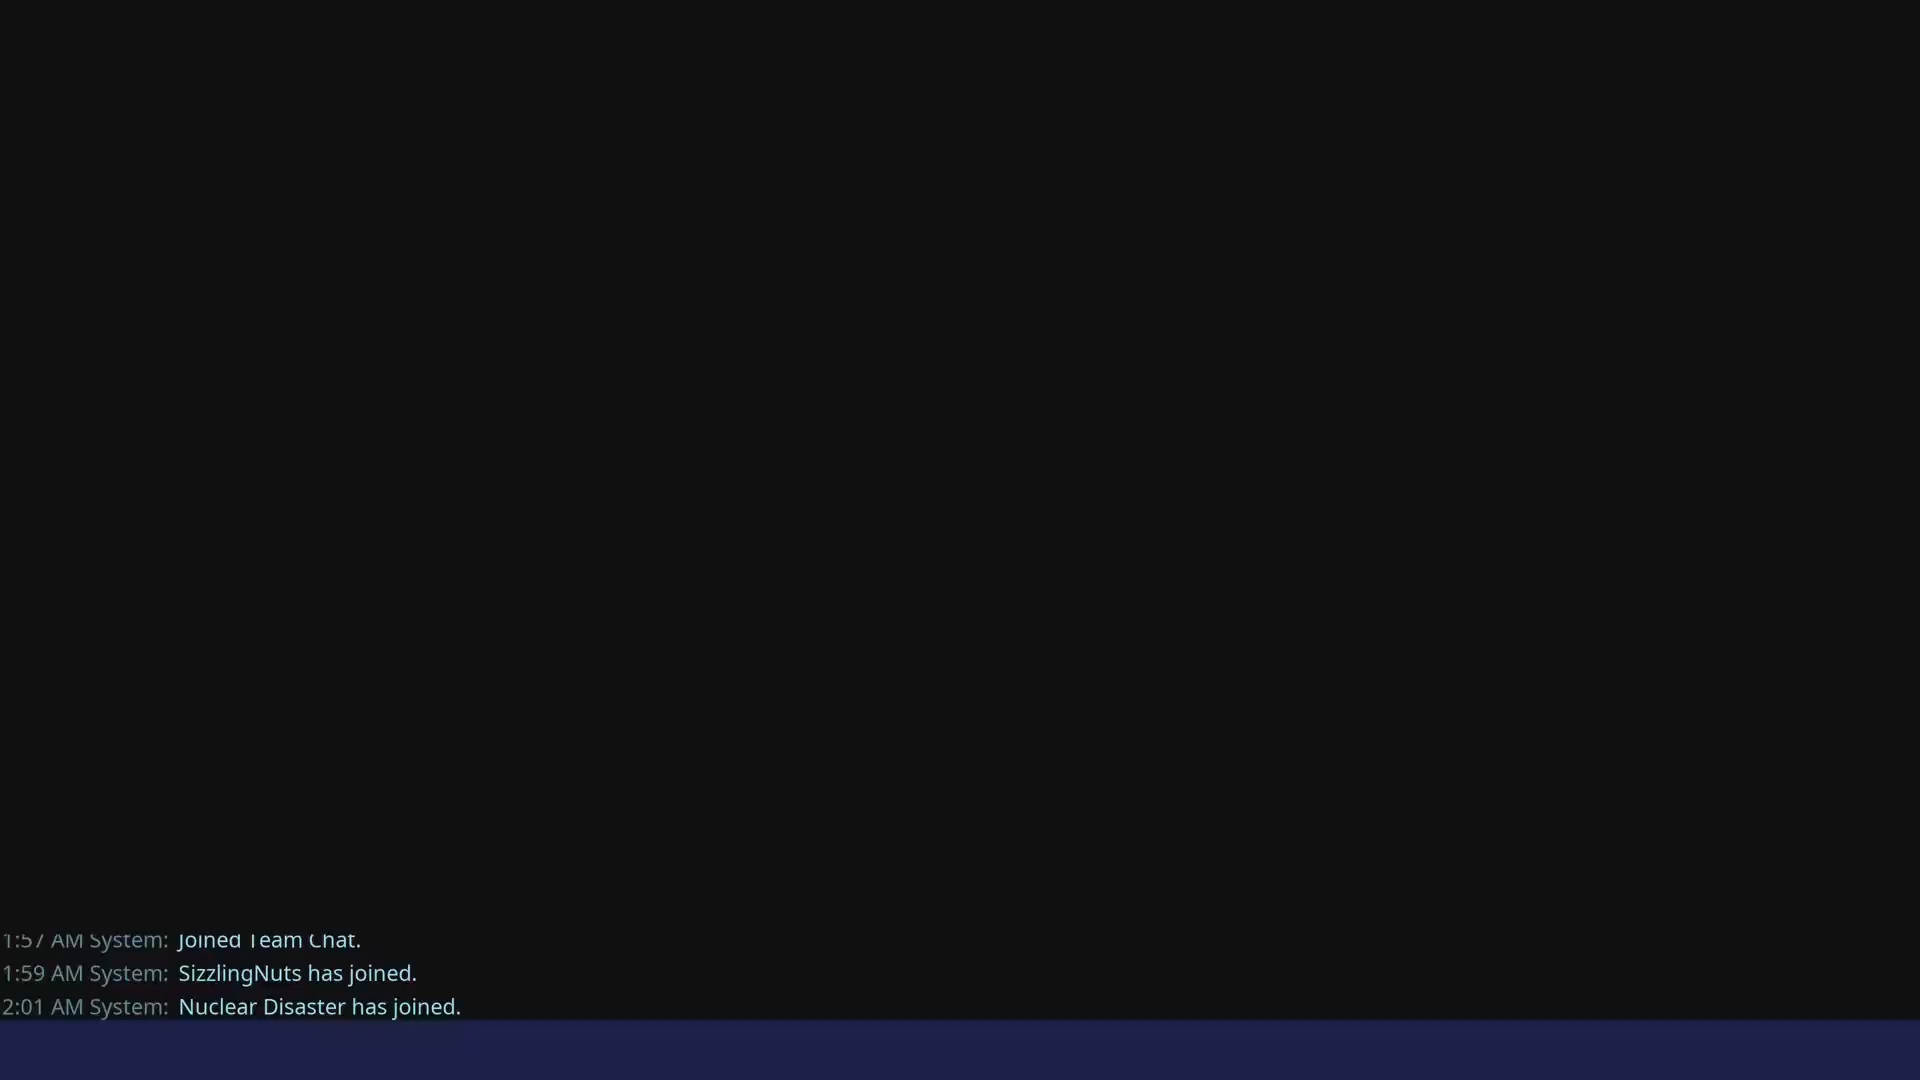 1:57 AM System: Joined Team Chat.
1:59 AM System: SizzlingNuts has joined.
2:01 AM System: Nuclear Disaster has joined.